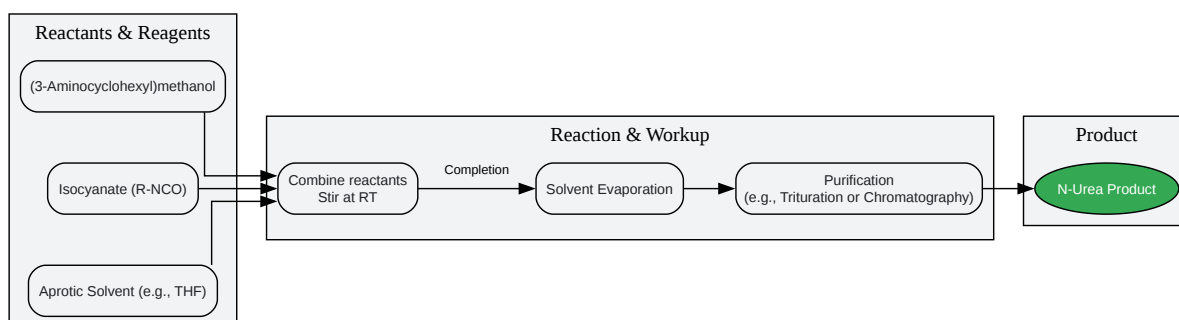 Reactants & Reagents
(3-Aminocyclohexyl)methanol
Isocyanate (R-NCO)
Aprotic Solvent (e.g., THF)
Reaction & Workup
Combine reactants
Stir at RT
Completion
Solvent Evaporation
Purification
(e.g., Trituration or Chromatography)
Product
N-Urea Product